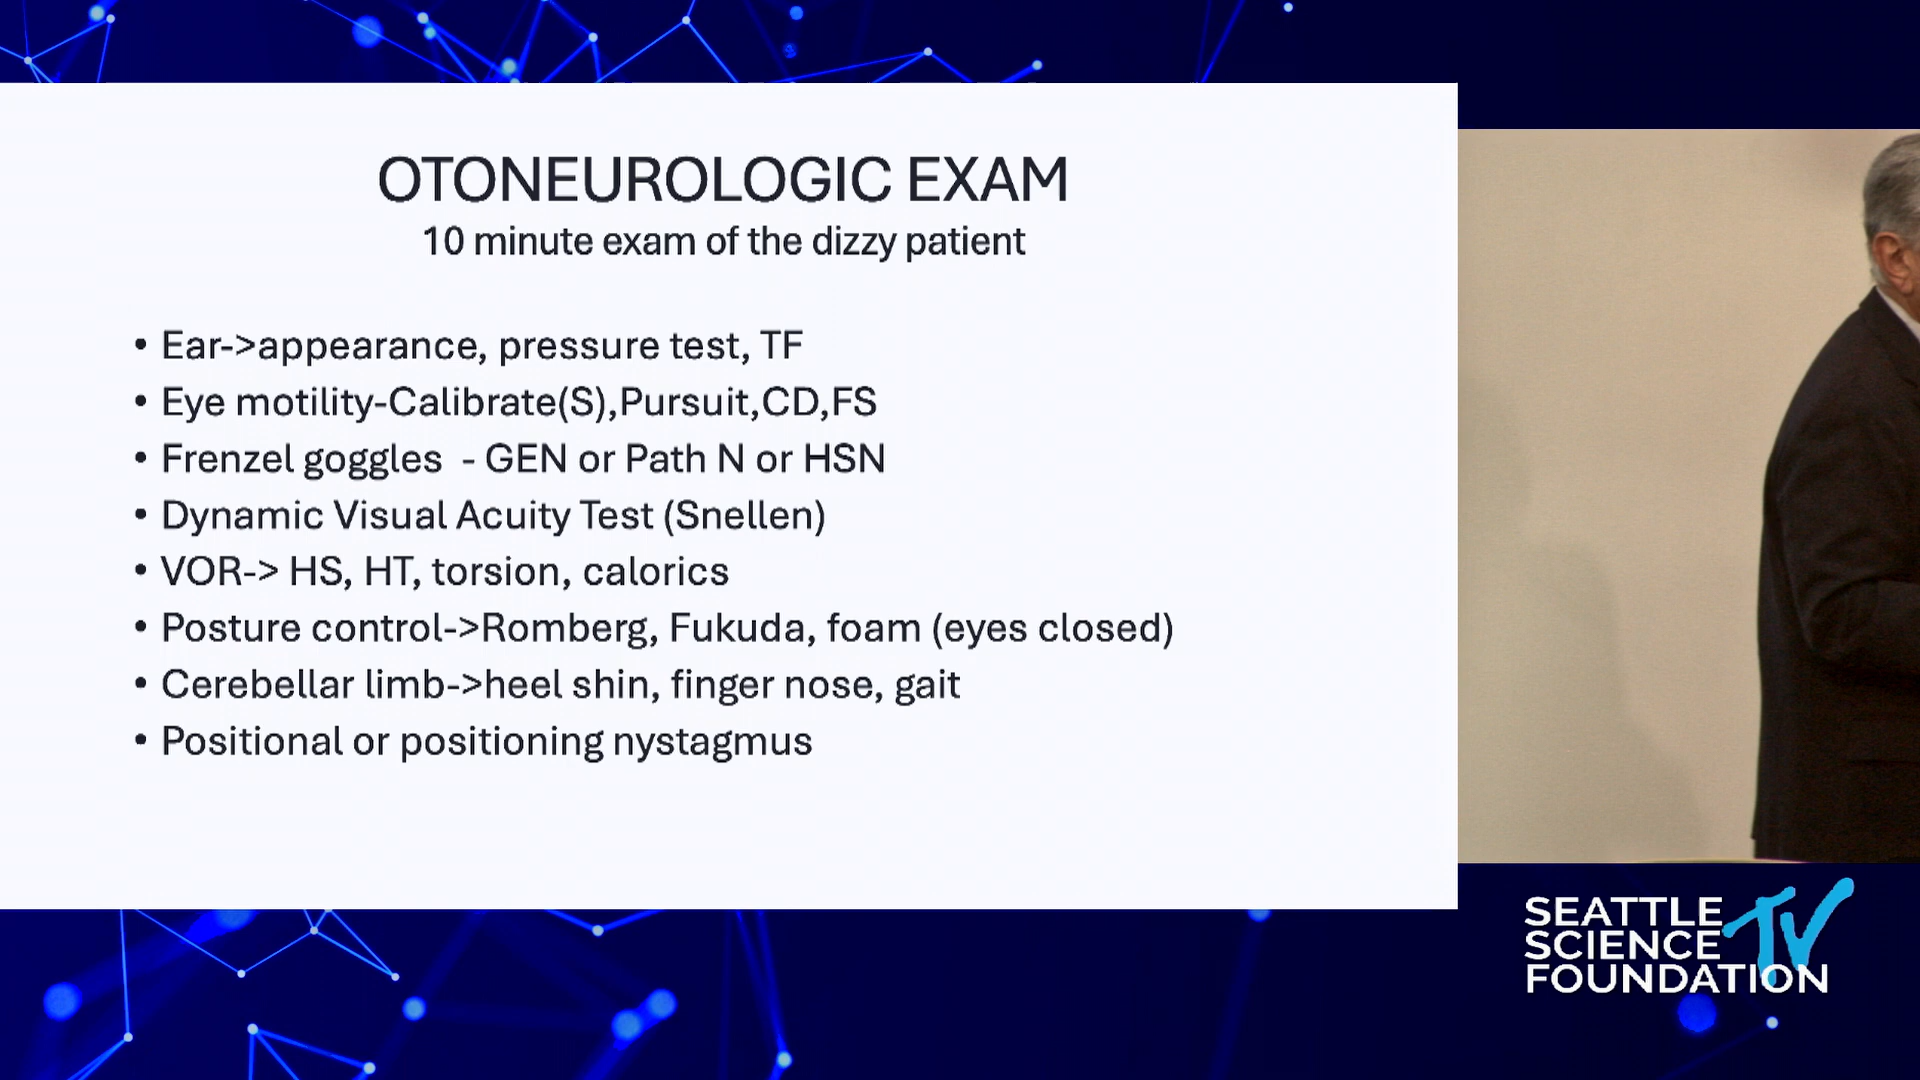 OTONEUROLOGIC EXAM
10 minute exam of the dizzy patient
• Ear->appearance, pressure test, TF
• Eye motility-Calibrate(S),Pursuit,CD,FS
• Frenzel goggles  - GEN or Path N or HSN
• Dynamic Visual Acuity Test (Snellen)
• VOR-> HS, HT, torsion, calorics
• Posture control->Romberg, Fukuda, foam (eyes closed)
• Cerebellar limb->heel shin, finger nose, gait
• Positional or positioning nystagmus
SEATTLE
SCIENCE
FOUNDATION
TV